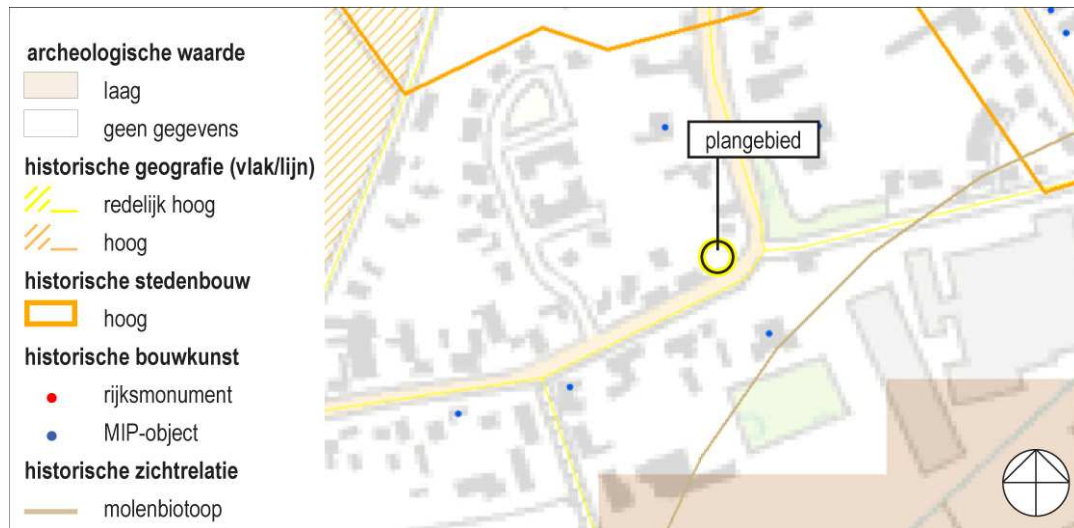 archeologische waarde
laag
geen gegevens
historische geografie (vlak/lijn)
redelijk hoog
hoog
historische stedenbouw
hoog
historische bouwkunst
rijksmonument
MIP-object
historische zichtrelatie
molenbiotoop
plangebied